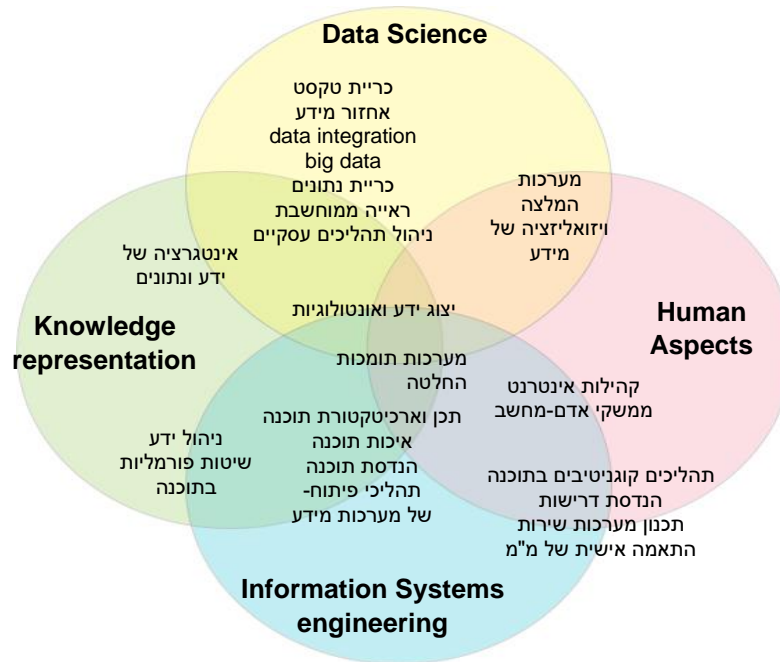 Data Science
כריית טקסט
אחזור מידע
data integration
big data
כריית נתונים
ראייה ממוחשבת
ניהול תהליכים עסקיים
מערכות
המלצה
ויזואליזציה של
מידע
אינטגרציה של
ידע ונתונים
Knowledge
representation
יצוג ידע ואונטולוגיות
Human
Aspects
מערכות תומכות
החלטה
קהילות אינטרנט
ממשקי אדם-מחשב
תכן וארכיטקטורת תוכנה
איכות תוכנה
הנדסת תוכנה
תהליכי פיתוח-
של מערכות מידע
ניהול ידע
שיטות פורמליות
בתוכנה
תהליכים קוגניטיבים בתוכנה
הנדסת דרישות
תכנון מערכות שירות
התאמה אישית של מ"מ
Information Systems
engineering